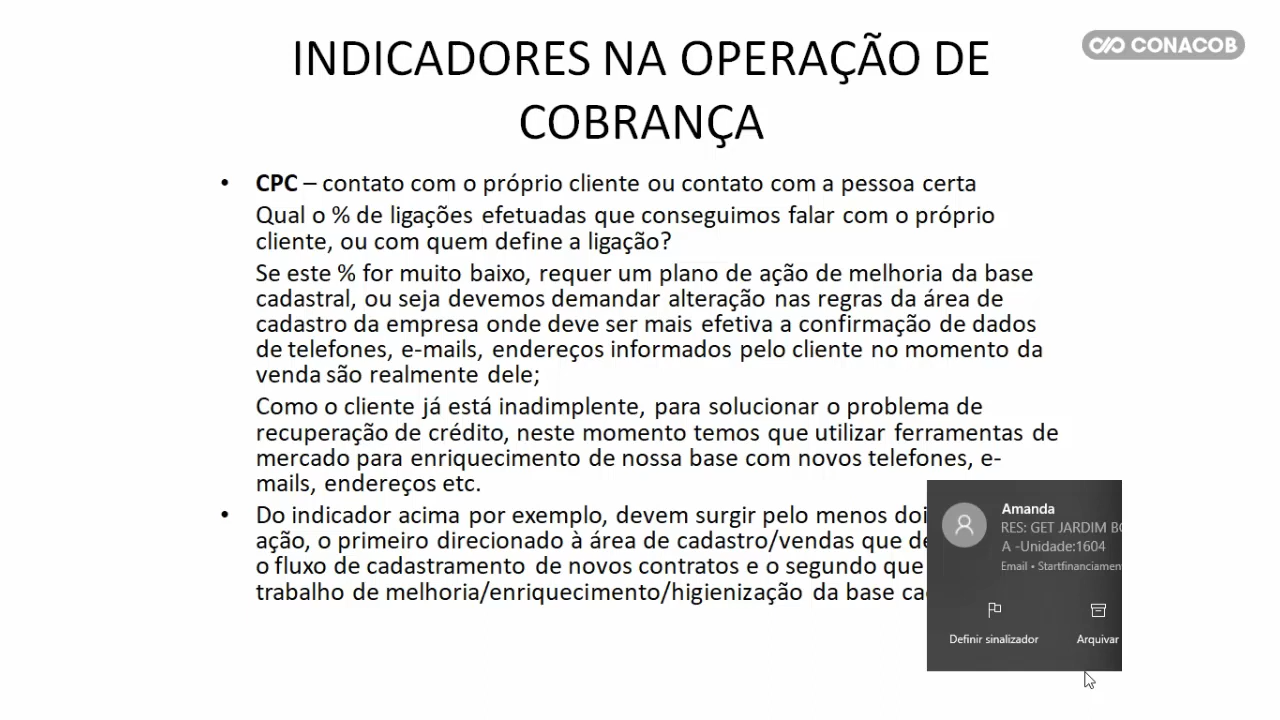 INDICADORES NA OPERAÇÃO DE
COBRANÇA
CONACOB
• CPC – contato com o próprio cliente ou contato com a pessoa certa
Qual o % de ligações efetuadas que conseguimos falar com o próprio
cliente, ou com quem define a ligação?
Se este % for muito baixo, requer um plano de ação de melhoria da base
cadastral, ou seja devemos demandar alteração nas regras da área de
cadastro da empresa onde deve ser mais efetiva a confirmação de dados
de telefones, e-mails, endereços informados pelo cliente no momento da
venda são realmente dele;
Como o cliente já está inadimplente, para solucionar o problema de
recuperação de crédito, neste momento temos que utilizar ferramentas de
mercado para enriquecimento de nossa base com novos telefones, e-
mails, endereços etc.
• Do indicador acima por exemplo, devem surgir pelo menos
ação, o primeiro direcionado à área de cadastro/vendas que
o fluxo de cadastramento de novos contratos e o segundo que
trabalho de melhoria/enriquecimento/higienização da base
Amanda
RES: GET JARDIM
A -Unidade:1604
Email •
Definir sinalizador
Arquivar